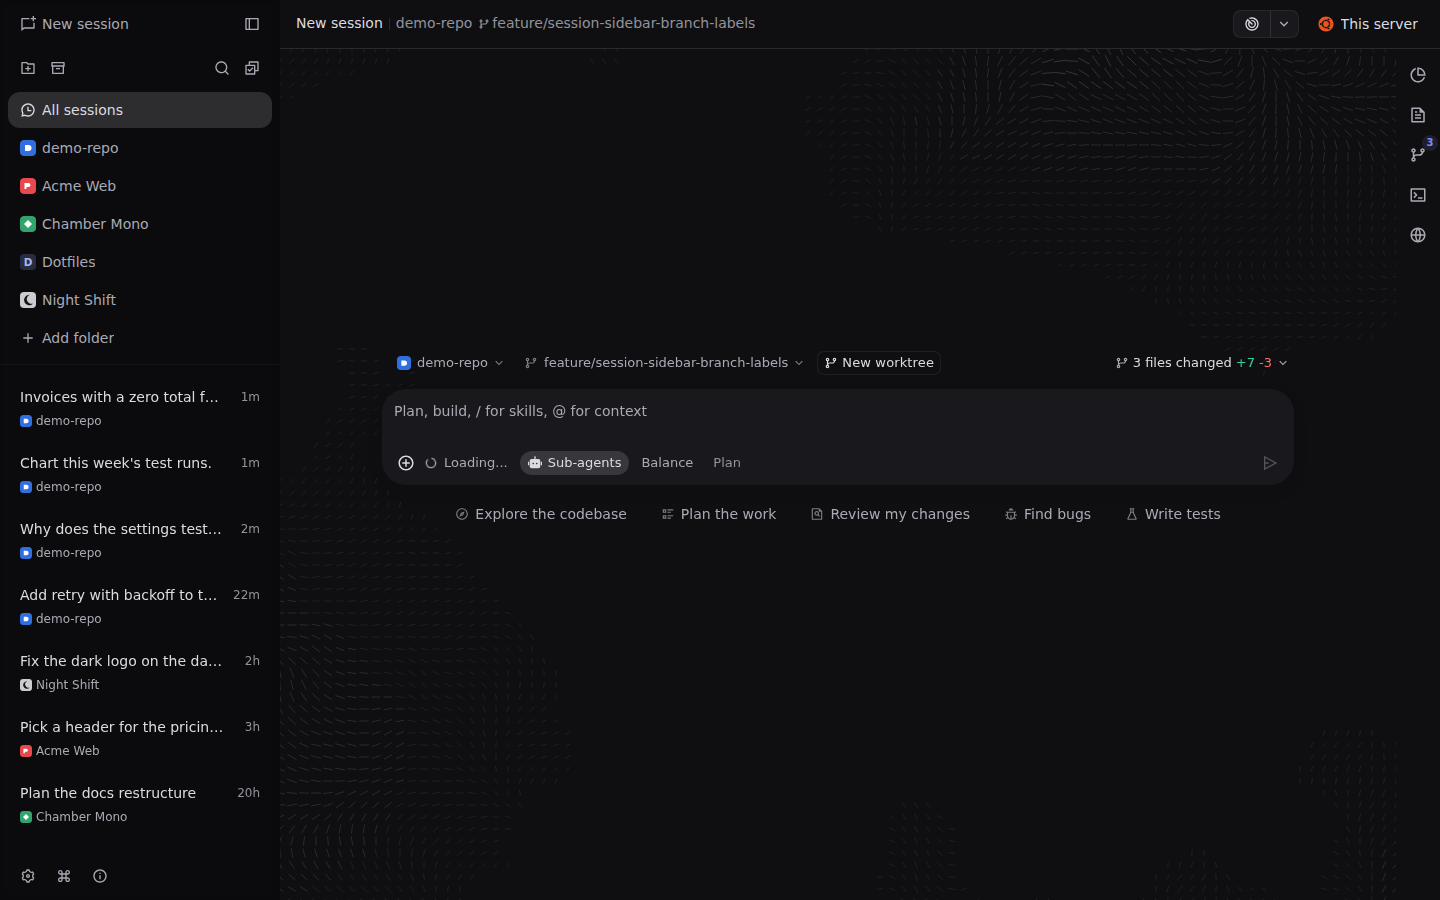 New session
All sessions
demo-repo
Acme Web
Chamber Mono
D Dotfiles
Night Shift
Add folder
Invoices with a zero total f... 1m
demo-repo
Chart this week's test runs. 1m
demo-repo
Why does the settings test... 2m
demo-repo
Add retry with backoff to t... 22m
demo-repo
Fix the dark logo on the da... 2h
Night Shift
Pick a header for the pricin... 3h
Acme Web
Plan the docs restructure 20h
Chamber Mono
New session demo-repo feature/session-sidebar-branch-labels
This server
3
demo-repo feature/session-sidebar-branch-labels New worktree 3 files changed +7 -3
Plan, build, / for skills, @ for context
Loading... Sub-agents Balance Plan
Explore the codebase Plan the work Review my changes Find bugs Write tests